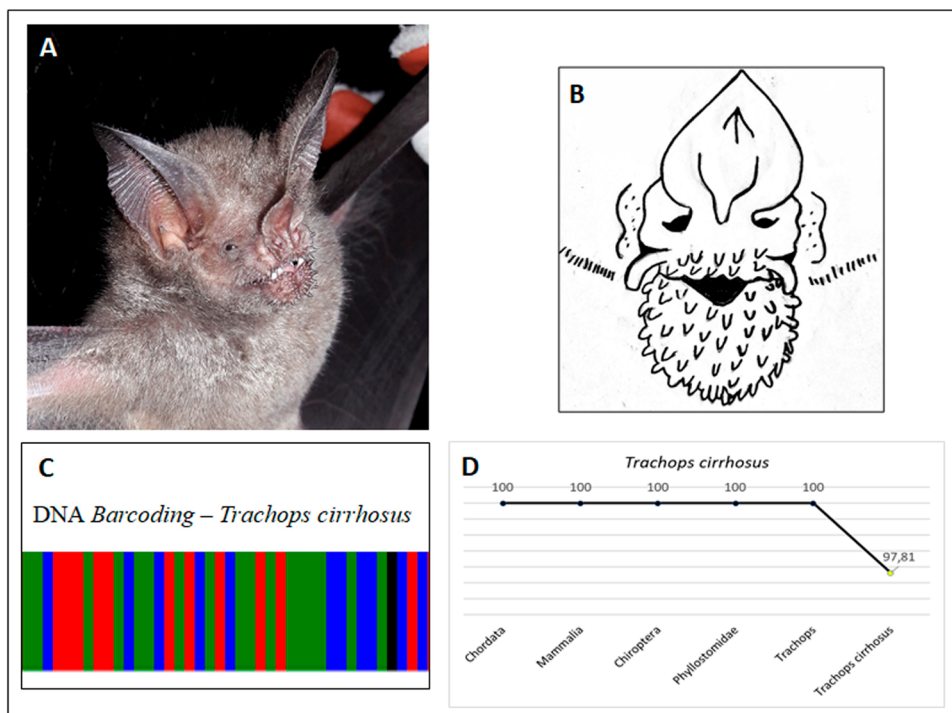 A
B
C
DNA Barcoding – Trachops cirrhosus
D
Trachops cirrhosus
100 100 100 100 100
97,81
Chordata
Mammalia
Chiroptera
Phyllostomidae
Trachops
Trachops cirrhosus